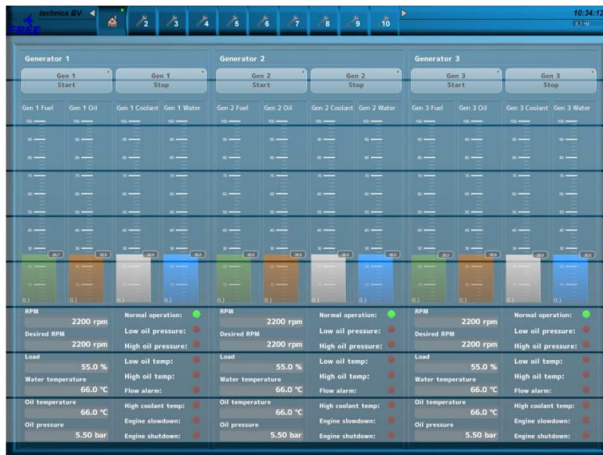 technics BV
FREE
2
3
4
5
6
7
8
9
10
Generator 1
Gen 1
Start
Gen 1
Stop
Gen 1 Fuel
Gen 1 Oil
Gen 1 Coolant
Gen 1 Water
RPM
2200 rpm
Desired RPM
2200 rpm
Load
55.0 %
Water temperature
66.0 °C
Oil temperature
66.0 °C
Oil pressure
5.50 bar
Normal operation:
Low oil pressure:
High oil pressure:
Low oil temp:
High oil temp:
Flow alarm:
High coolant temp:
Engine slowdown:
Engine shutdown:
Generator 2
Gen 2
Start
Gen 2
Stop
Gen 2 Fuel
Gen 2 Oil
Gen 2 Coolant
Gen 2 Water
RPM
2200 rpm
Desired RPM
2200 rpm
Load
55.0 %
Water temperature
66.0 °C
Oil temperature
66.0 °C
Oil pressure
5.50 bar
Normal operation:
Low oil pressure:
High oil pressure:
Low oil temp:
High oil temp:
Flow alarm:
High coolant temp:
Engine slowdown:
Engine shutdown:
Generator 3
Gen 3
Start
Gen 3
Stop
Gen 3 Fuel
Gen 3 Oil
Gen 3 Coolant
Gen 3 Water
RPM
2200 rpm
Desired RPM
2200 rpm
Load
55.0 %
Water temperature
66.0 °C
Oil temperature
66.0 °C
Oil pressure
5.50 bar
Normal operation:
Low oil pressure:
High oil pressure:
Low oil temp:
High oil temp:
Flow alarm:
High coolant temp:
Engine slowdown:
Engine shutdown: